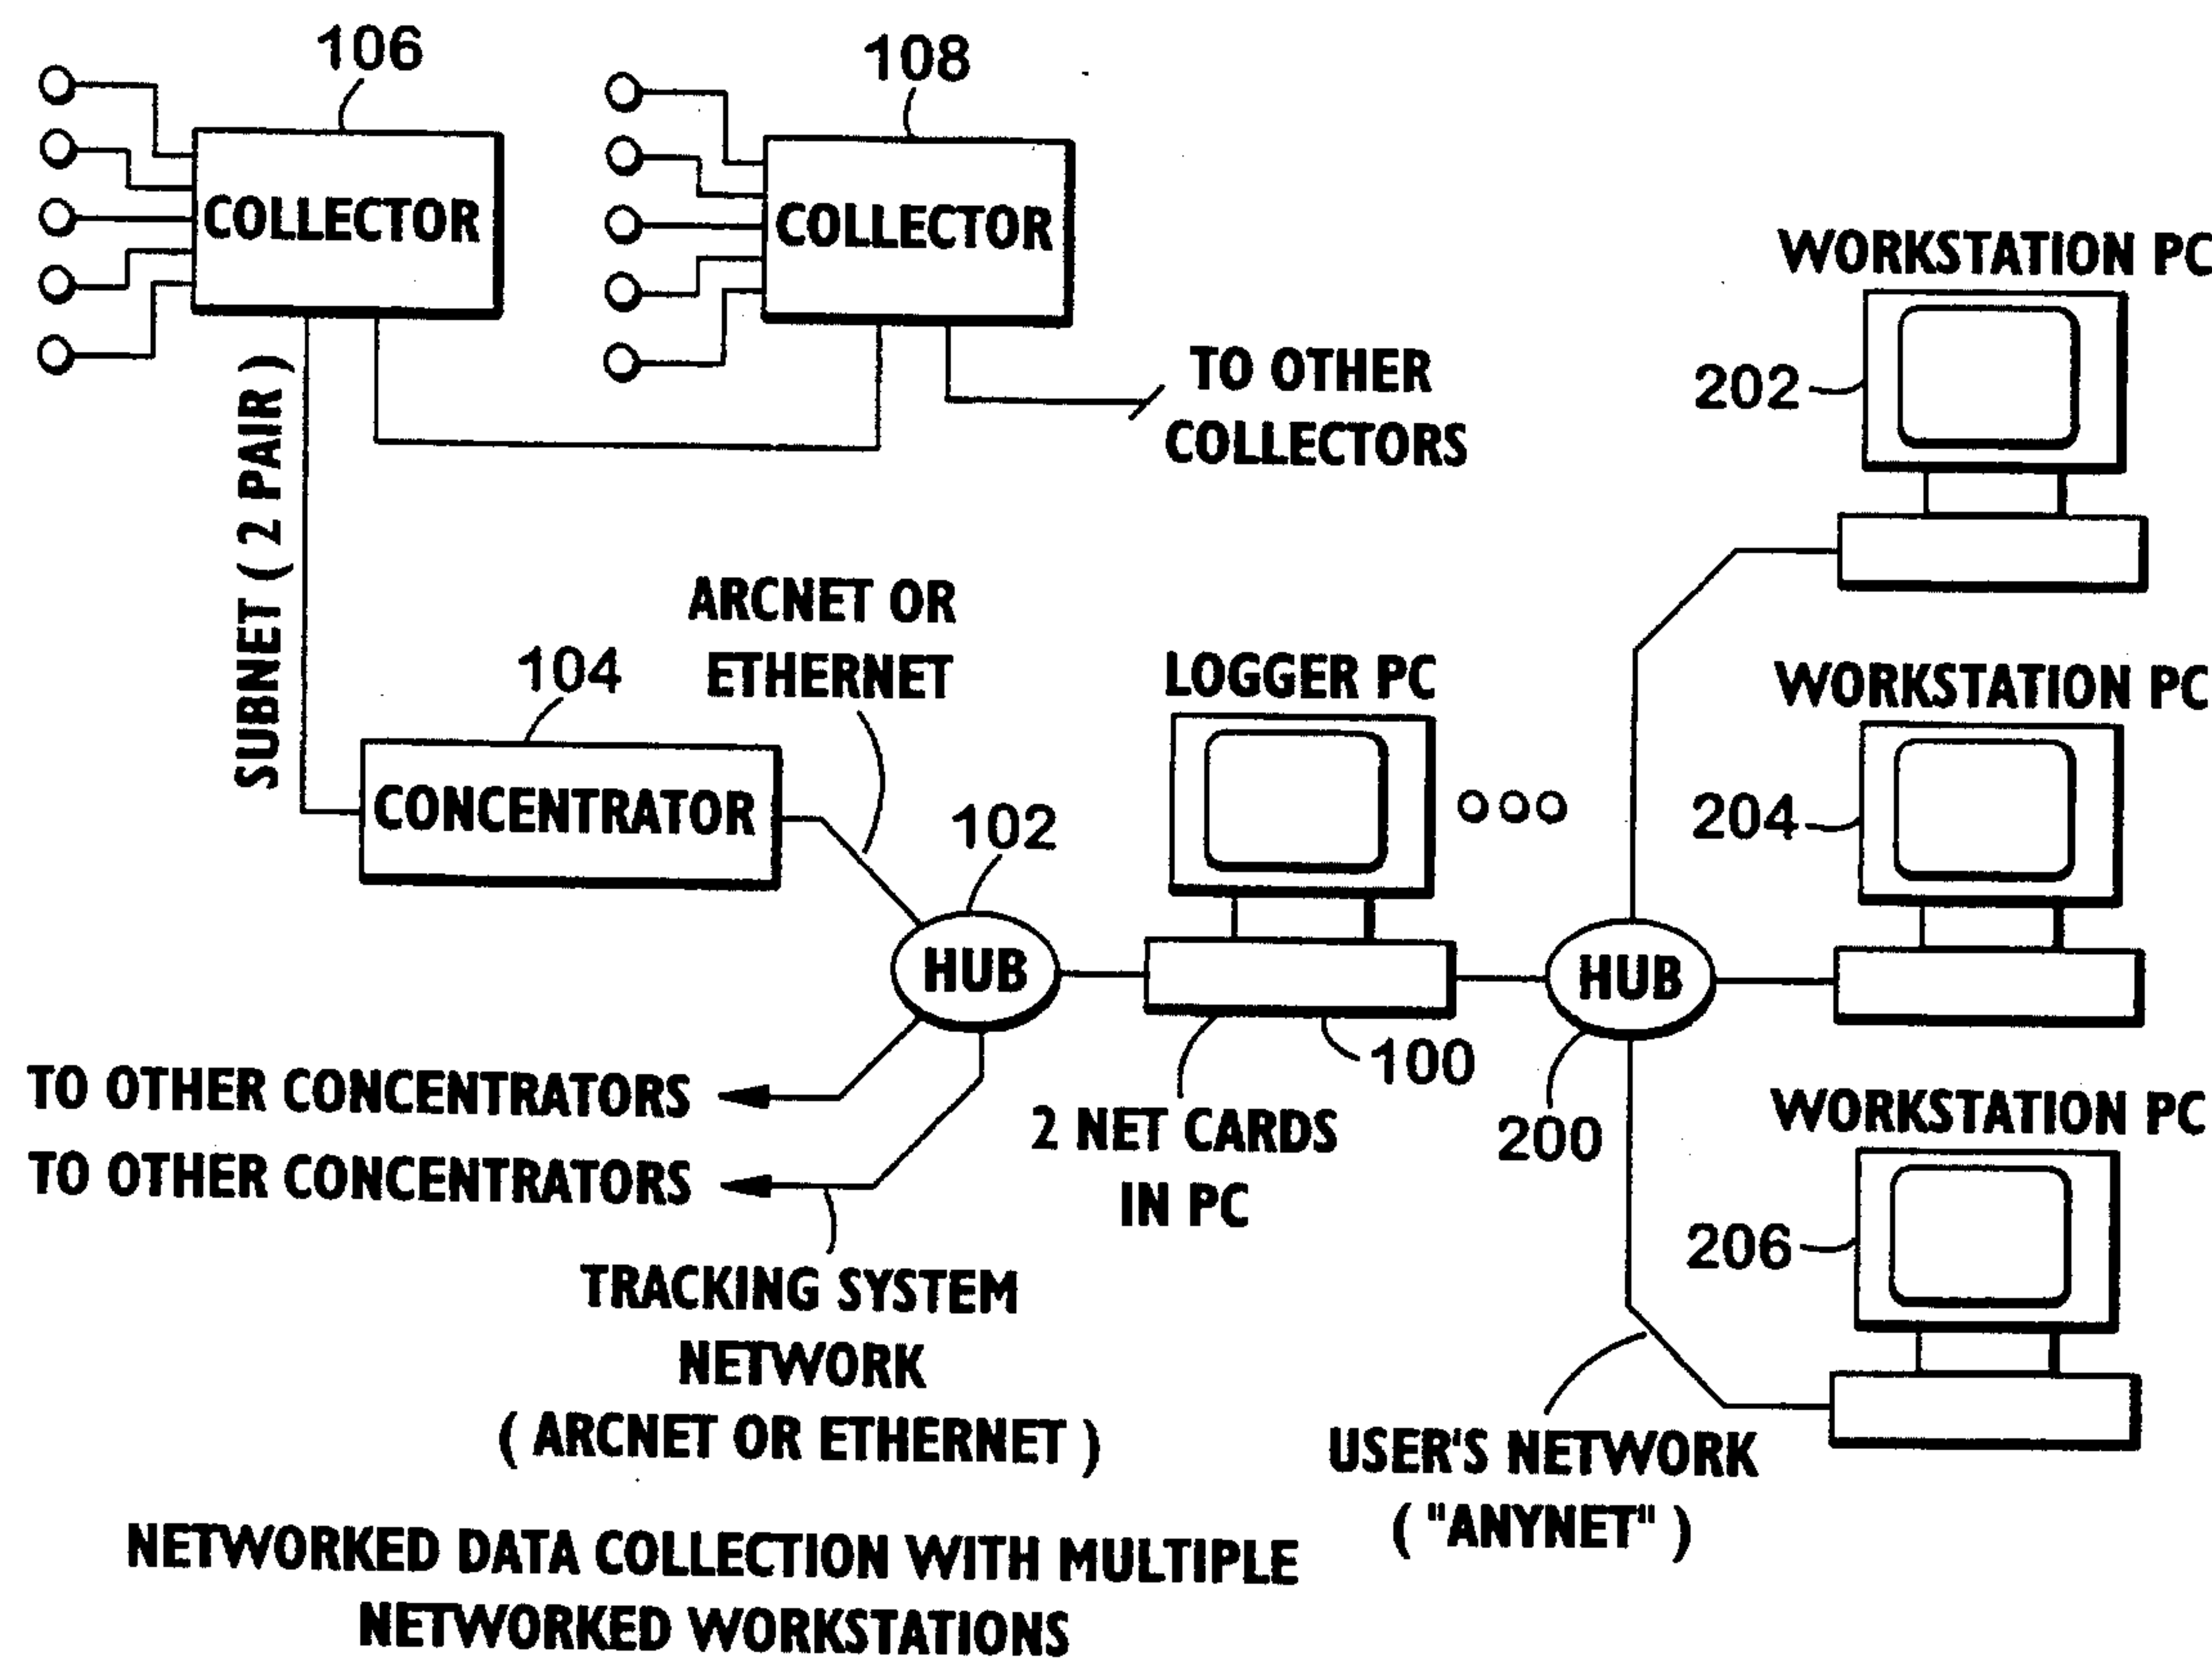 106
108
COLLECTOR
COLLECTOR
WORKSTATION PC
202
TO OTHER
COLLECTORS
SUBNET ( 2 PAIR )
ARCNET OR
ETHERNET
104
CONCENTRATOR
LOGGER PC
WORKSTATION PC
204
102
HUB
HUB
100
200
2 NET CARDS
IN PC
TO OTHER CONCENTRATORS
TO OTHER CONCENTRATORS
WORKSTATION PC
206
TRACKING SYSTEM
NETWORK
( ARCNET OR ETHERNET )
USER'S NETWORK
( "ANYNET" )
NETWORKED DATA COLLECTION WITH MULTIPLE
NETWORKED WORKSTATIONS